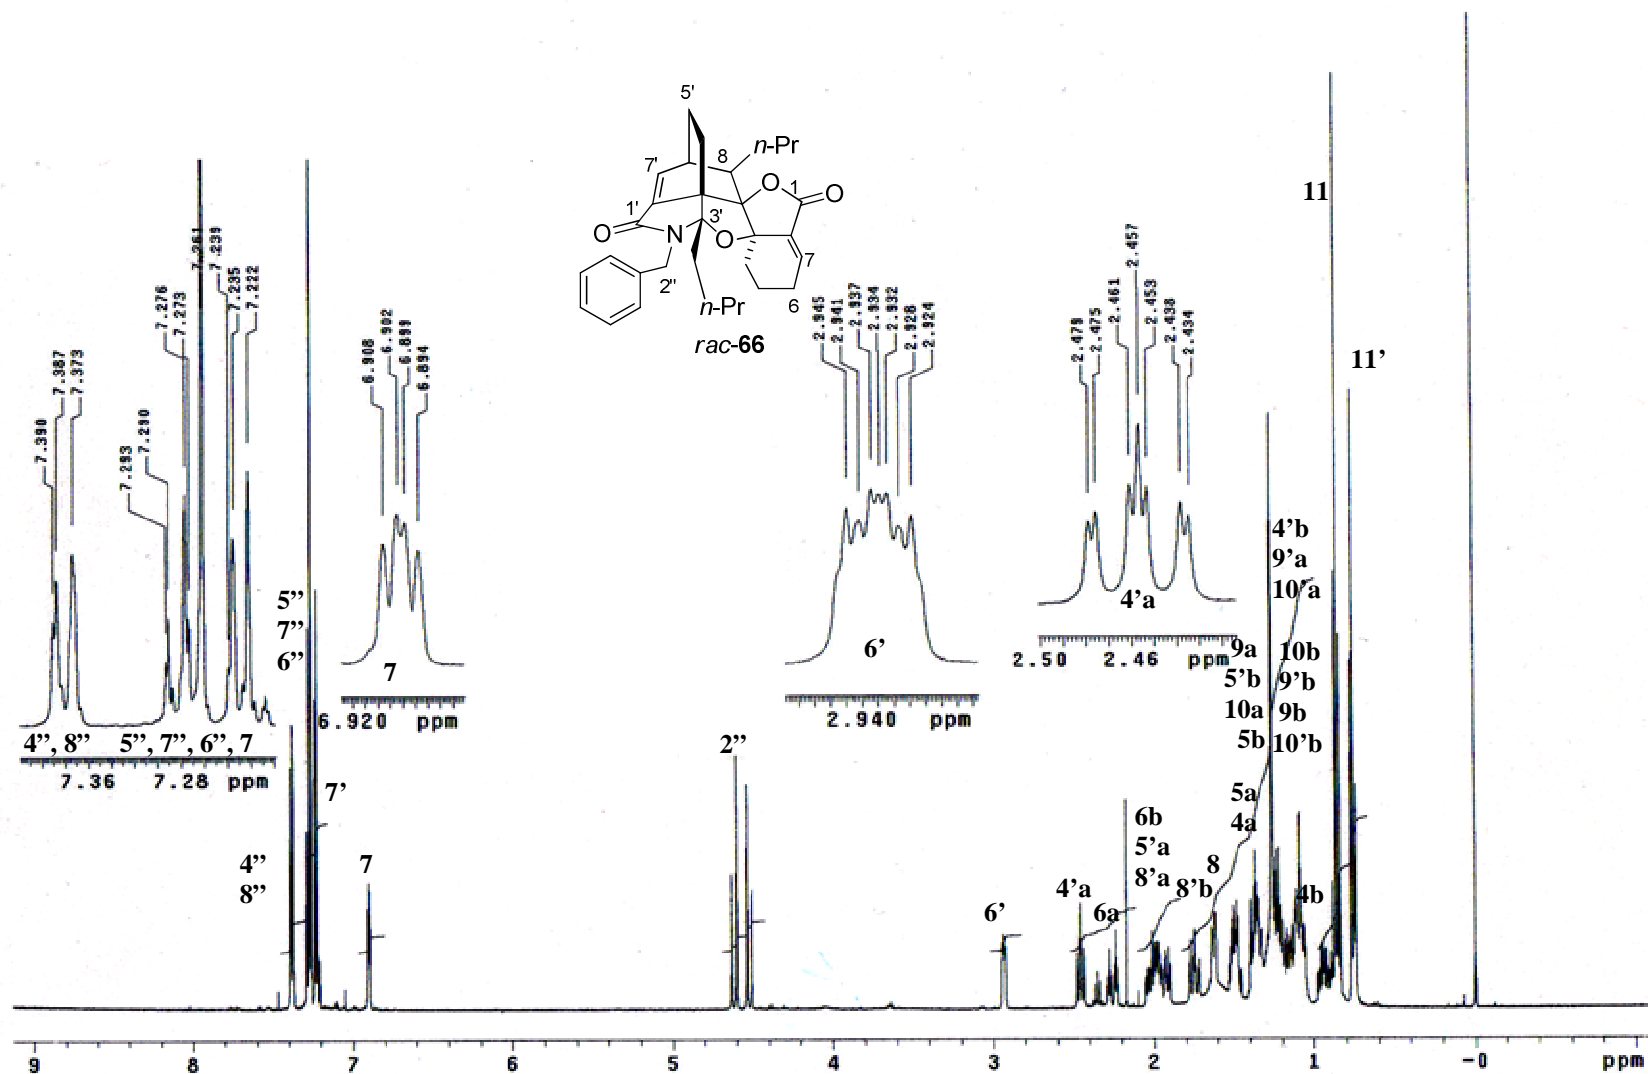 5'
8
n-Pr
7'
O
1
O
1'
3'
O
N
O
7
2''
6
n-Pr
rac-66
7.390
7.387
7.373
7.293
7.290
7.276
7.273
7.261
7.239
7.235
7.222
4”, 8” 5”, 7”, 6”, 7
7.36 7.28 ppm
6.908
6.902
6.899
6.894
7
6.920 ppm
2.945
2.941
2.937
2.934
2.932
2.928
2.924
6’
2.940 ppm
2.479
2.475
2.461
2.457
2.453
2.438
2.434
4’a
2.50 2.46 ppm
11
11’
5”
7”
6”
7’
4”
8”
7
2”
6’
4’a
6a
6b
5’a
8’a
8’b
8
5a
4a
9a
5’b
10a
5b
4’b
9’a
10’a
10b
9’b
9b
10’b
4b
9 8 7 6 5 4 3 2 1 -0 ppm